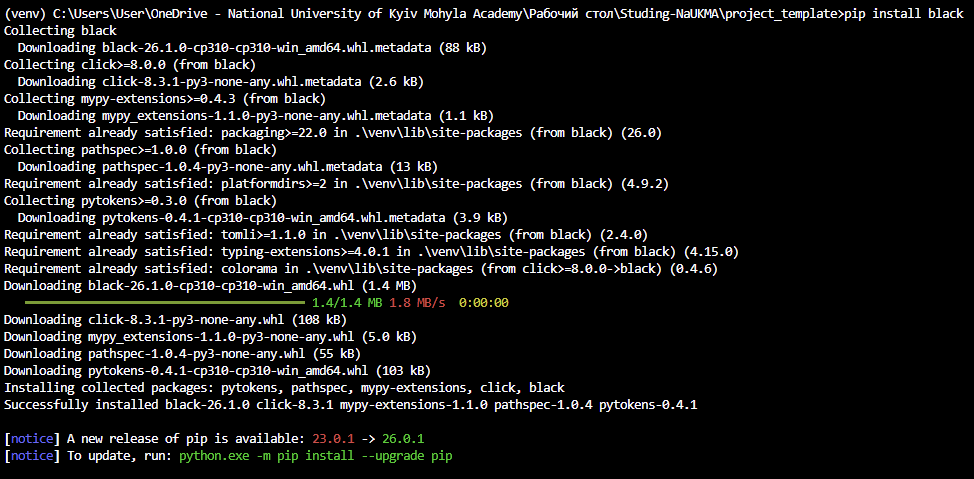 (venv) C:\Users\User\OneDrive - National University of Kyiv Mohyla Academy\Рабочий стол\Studing-NaUKMA\project_template>pip install black
Collecting black
  Downloading black-26.1.0-cp310-cp310-win_amd64.whl.metadata (88 kB)
Collecting click>=8.0.0 (from black)
  Downloading click-8.3.1-py3-none-any.whl.metadata (2.6 kB)
Collecting mypy-extensions>=0.4.3 (from black)
  Downloading mypy_extensions-1.1.0-py3-none-any.whl.metadata (1.1 kB)
Requirement already satisfied: packaging>=22.0 in .\venv\lib\site-packages (from black) (26.0)
Collecting pathspec>=1.0.0 (from black)
  Downloading pathspec-1.0.4-py3-none-any.whl.metadata (13 kB)
Requirement already satisfied: platformdirs>=2 in .\venv\lib\site-packages (from black) (4.9.2)
Collecting pytokens>=0.3.0 (from black)
  Downloading pytokens-0.4.1-cp310-cp310-win_amd64.whl.metadata (3.9 kB)
Requirement already satisfied: tomli>=1.1.0 in .\venv\lib\site-packages (from black) (2.4.0)
Requirement already satisfied: typing-extensions>=4.0.1 in .\venv\lib\site-packages (from black) (4.15.0)
Requirement already satisfied: colorama in .\venv\lib\site-packages (from click>=8.0.0->black) (0.4.6)
Downloading black-26.1.0-cp310-cp310-win_amd64.whl (1.4 MB)
1.4/1.4 MB 1.8 MB/s  0:00:00
Downloading click-8.3.1-py3-none-any.whl (108 kB)
Downloading mypy_extensions-1.1.0-py3-none-any.whl (5.0 kB)
Downloading pathspec-1.0.4-py3-none-any.whl (55 kB)
Downloading pytokens-0.4.1-cp310-cp310-win_amd64.whl (103 kB)
Installing collected packages: pytokens, pathspec, mypy-extensions, click, black
Successfully installed black-26.1.0 click-8.3.1 mypy-extensions-1.1.0 pathspec-1.0.4 pytokens-0.4.1
[notice] A new release of pip is available: 23.0.1 -> 26.0.1
[notice] To update, run: python.exe -m pip install --upgrade pip